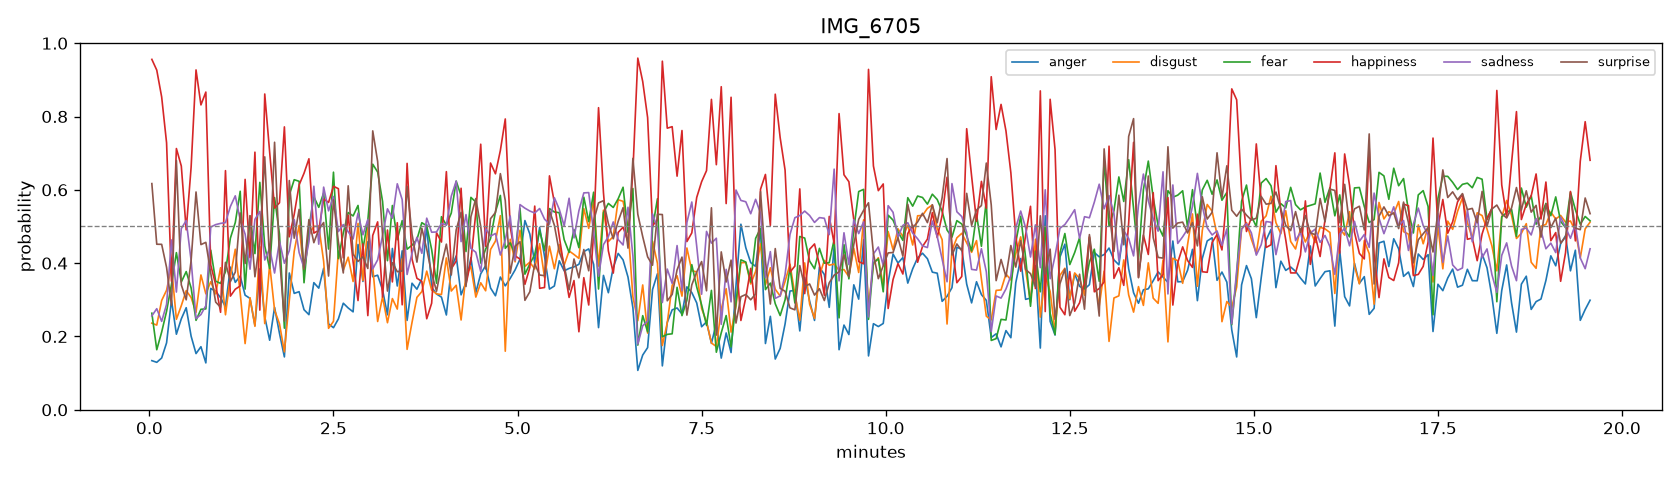 IMG_6705
anger disgust fear happiness sadness surprise
probability
1.0
0.8
0.6
0.4
0.2
0.0
0.0 2.5 5.0 7.5 10.0 12.5 15.0 17.5 20.0
minutes